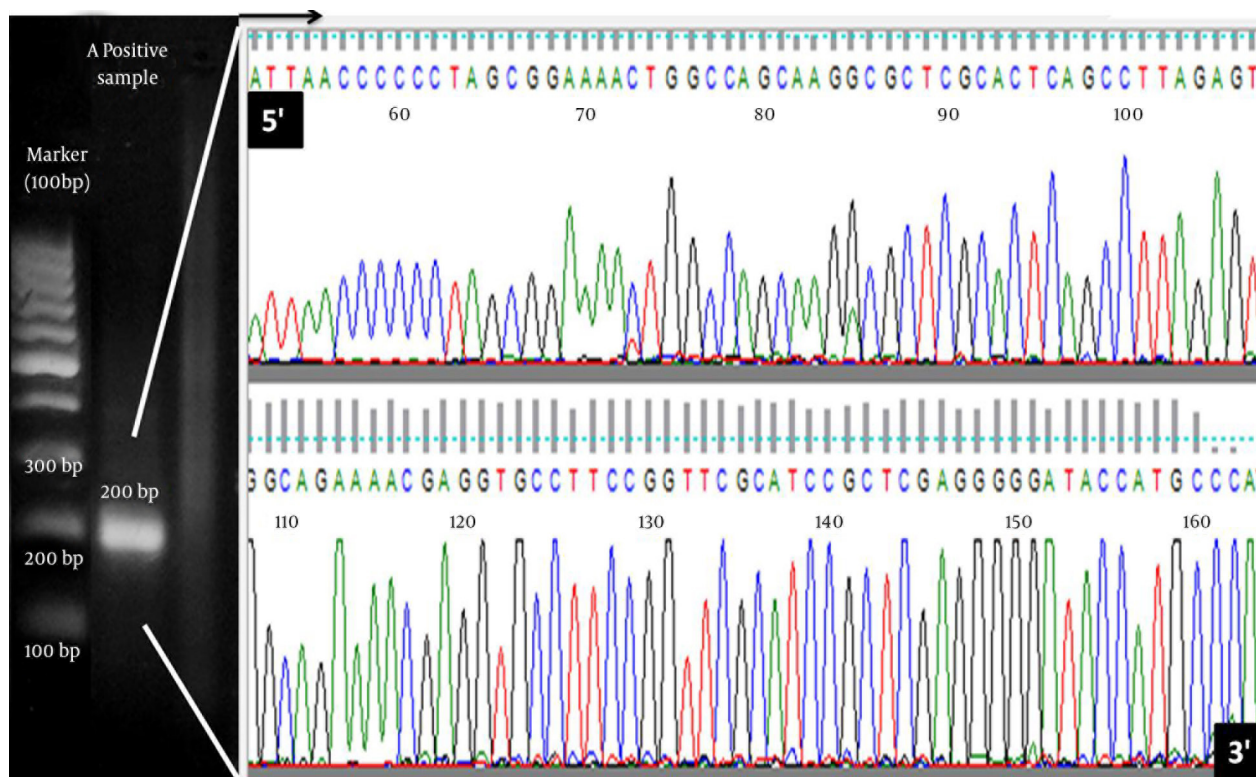 A Positive
sample
Marker
(100bp)
300 bp
200 bp
200 bp
100 bp
ATTAACCCCCCTAGCGGAAAACTGGCCAGCAAGGCGCTCGCACTCAGCCTTAGAGT
5'
60 70 80 90 100
GGCAGAAAACGAGGTGCCTTCCGGTTCGCATCCGCTCGAGGGGGATACCATGCCCA
110 120 130 140 150 160
3'